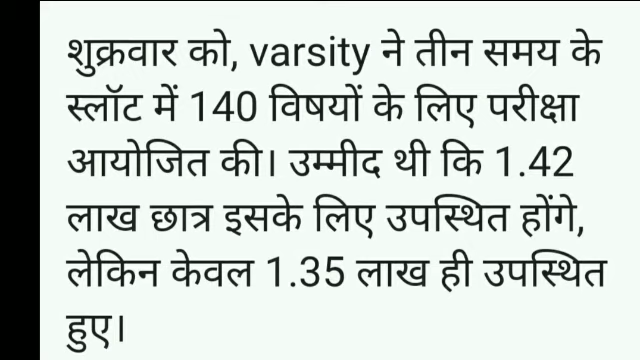 शुक्रवार को, varsity ने तीन समय के
स्लॉट में 140 विषयों के लिए परीक्षा
आयोजित की। उम्मीद थी कि 1.42
लाख छात्र इसके लिए उपस्थित होंगे,
लेकिन केवल 1.35 लाख ही उपस्थित
हुए।